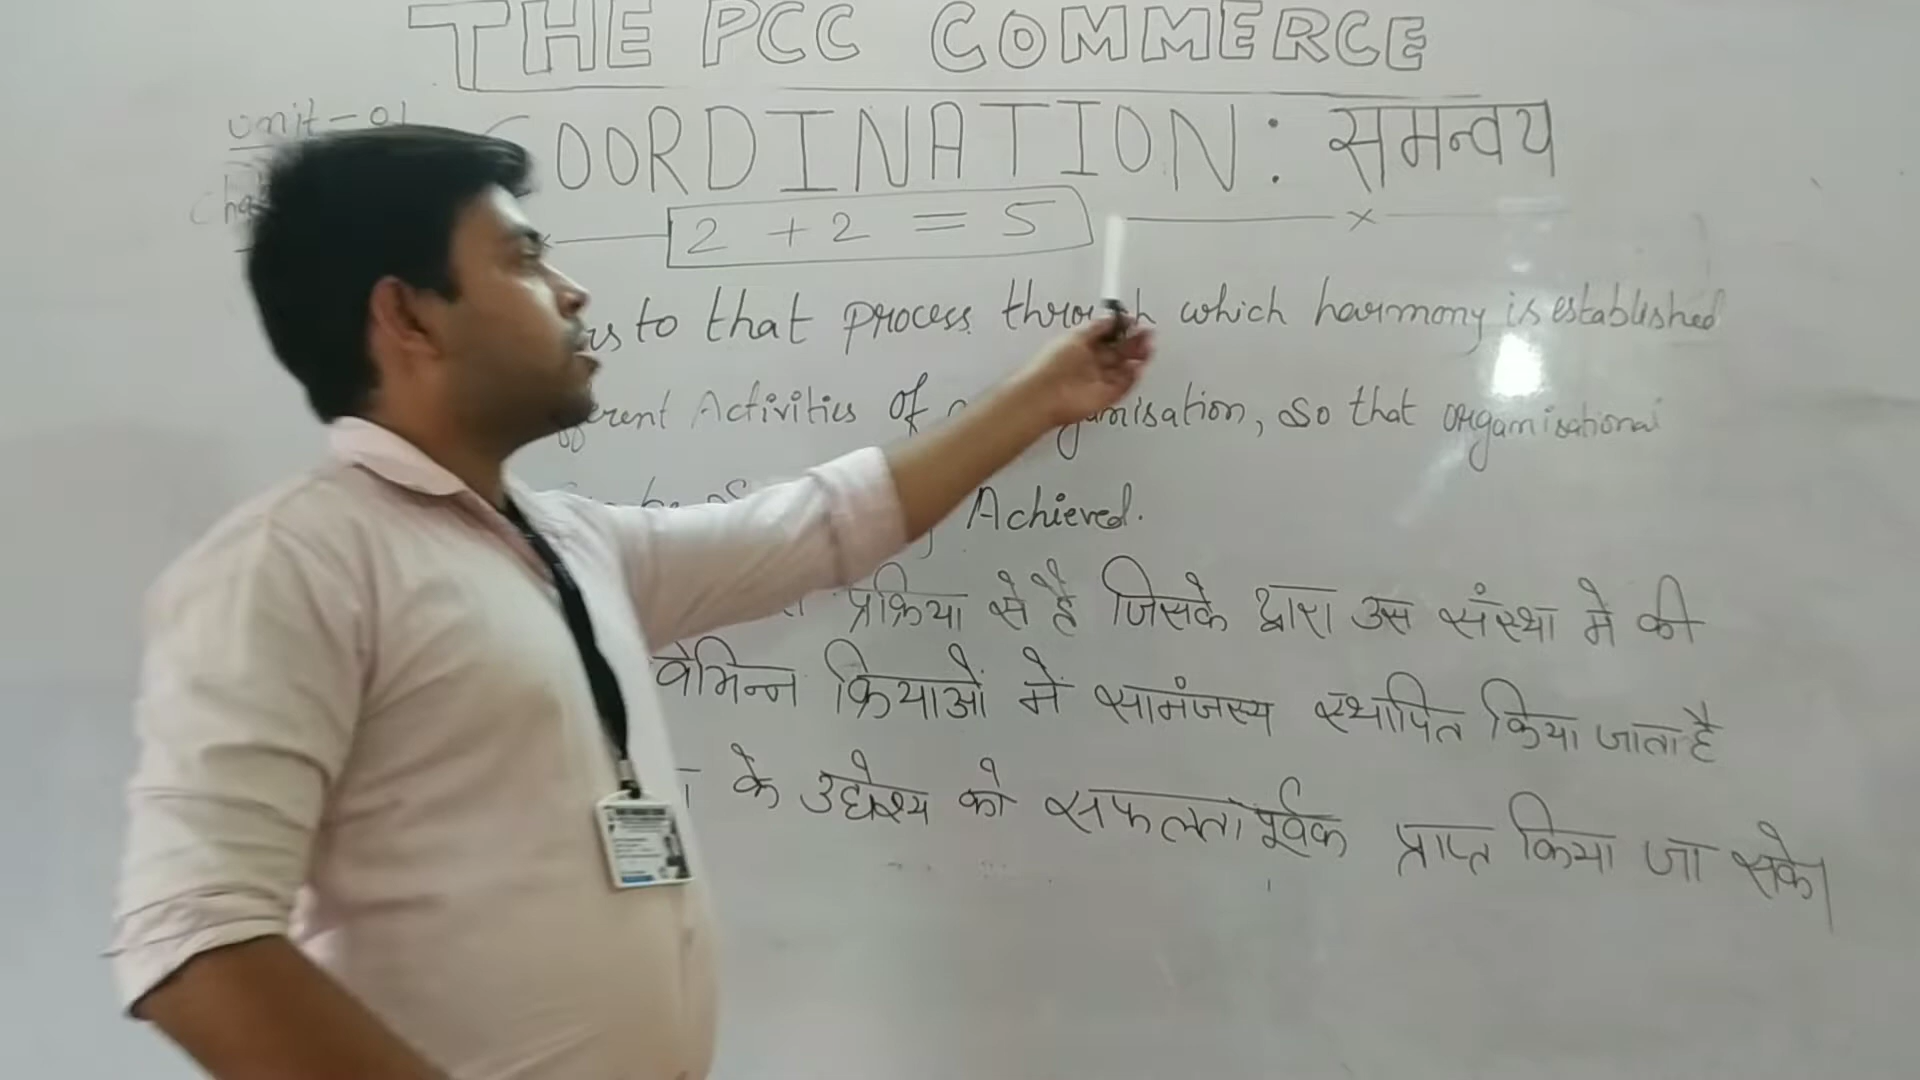 THE PCC COMMERCE
Unit-01
COORDINATION: समन्वय
2 + 2 = 5
to that process through which harmony is established
Activities of organisation, so that organisational
be Achieved.
प्रक्रिया से है जिसके द्वारा उस संस्था मे की
क्रियाओं में सामंजस्य स्थापित किया जाता है
के उद्येश्य को सफलतापूर्वक प्राप्त किया जा सके।